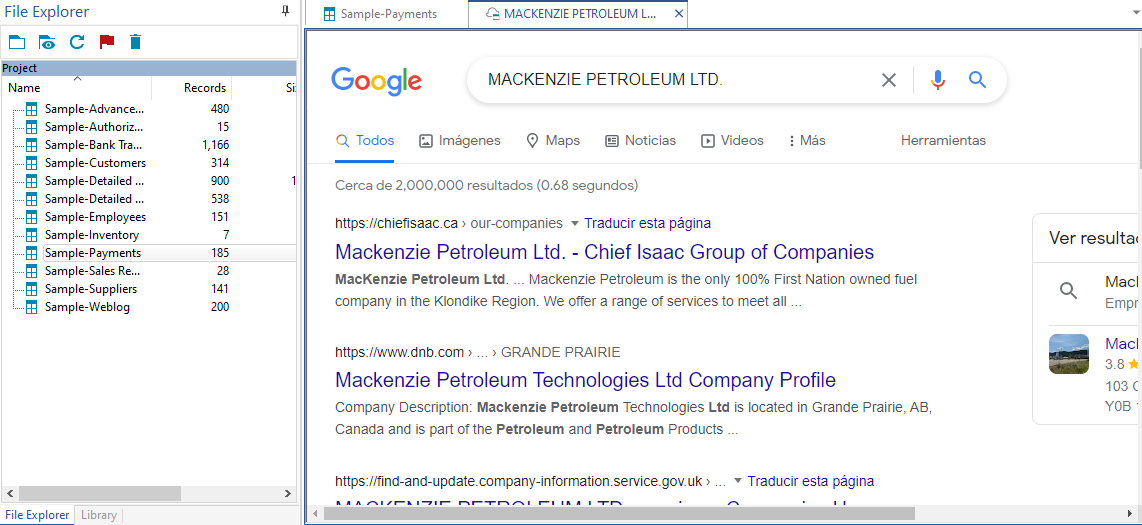 File Explorer
Project
Name Records Si
Sample-Advance... 480
Sample-Authoriz... 15
Sample-Bank Tra... 1,166
Sample-Customers 314
Sample-Detailed ... 900 1
Sample-Detailed ... 538
Sample-Employees 151
Sample-Inventory 7
Sample-Payments 185
Sample-Sales Re... 28
Sample-Suppliers 141
Sample-Weblog 200
File Explorer Library
Sample-Payments MACKENZIE PETROLEUM L...
Google MACKENZIE PETROLEUM LTD.
Todos Imágenes Maps Noticias Videos Más Herramientas
Cerca de 2,000,000 resultados (0.68 segundos)
https://chiefisaac.ca › our-companies Traducir esta página
Mackenzie Petroleum Ltd. - Chief Isaac Group of Companies
MacKenzie Petroleum Ltd. ... Mackenzie Petroleum is the only 100% First Nation owned fuel
company in the Klondike Region. We offer a range of services to meet all ...
https://www.dnb.com › ... › GRANDE PRAIRIE
Mackenzie Petroleum Technologies Ltd Company Profile
Company Description: Mackenzie Petroleum Technologies Ltd is located in Grande Prairie, AB,
Canada and is part of the Petroleum and Petroleum Products ...
https://find-and-update.company-information.service.gov.uk › ... Traducir esta página
MACKENZIE PETROLEUM LTD
Ver resulta
Macl
Empr
Macl
3.8
103 C
Y0B 1